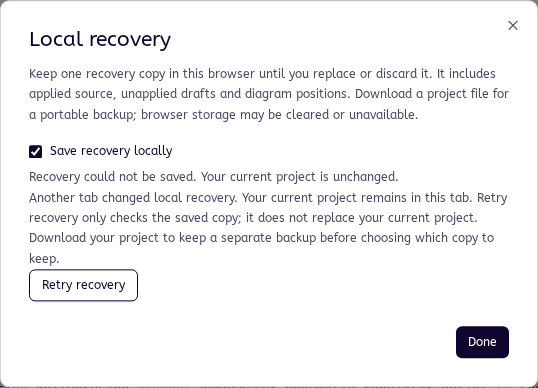 Local recovery
Keep one recovery copy in this browser until you replace or discard it. It includes
applied source, unapplied drafts and diagram positions. Download a project file for
a portable backup; browser storage may be cleared or unavailable.
Save recovery locally
Recovery could not be saved. Your current project is unchanged.
Another tab changed local recovery. Your current project remains in this tab. Retry
recovery only checks the saved copy; it does not replace your current project.
Download your project to keep a separate backup before choosing which copy to
keep.
Retry recovery
Done